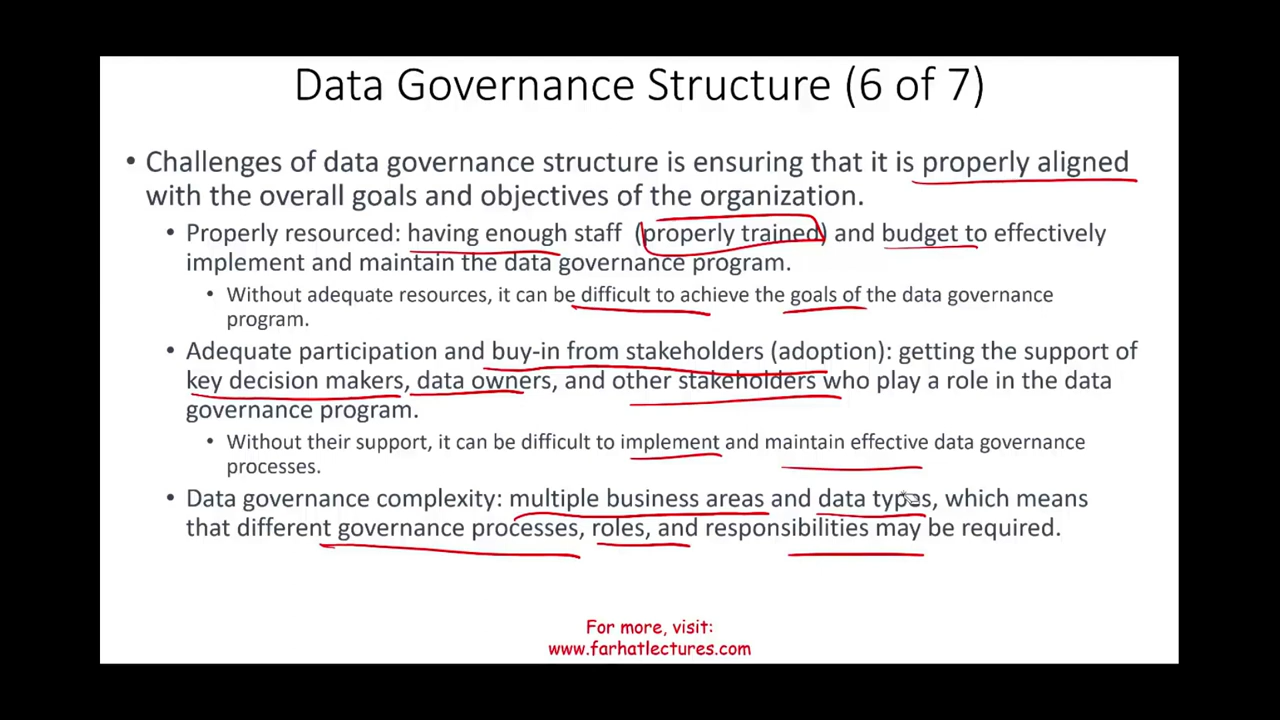 Data Governance Structure (6 of 7)
• Challenges of data governance structure is ensuring that it is properly aligned
with the overall goals and objectives of the organization.
• Properly resourced: having enough staff (properly trained) and budget to effectively
implement and maintain the data governance program.
• Without adequate resources, it can be difficult to achieve the goals of the data governance
program.
• Adequate participation and buy-in from stakeholders (adoption): getting the support of
key decision makers, data owners, and other stakeholders who play a role in the data
governance program.
• Without their support, it can be difficult to implement and maintain effective data governance
processes.
• Data governance complexity: multiple business areas and data types, which means
that different governance processes, roles, and responsibilities may be required.
For more, visit:
www.farhatlectures.com